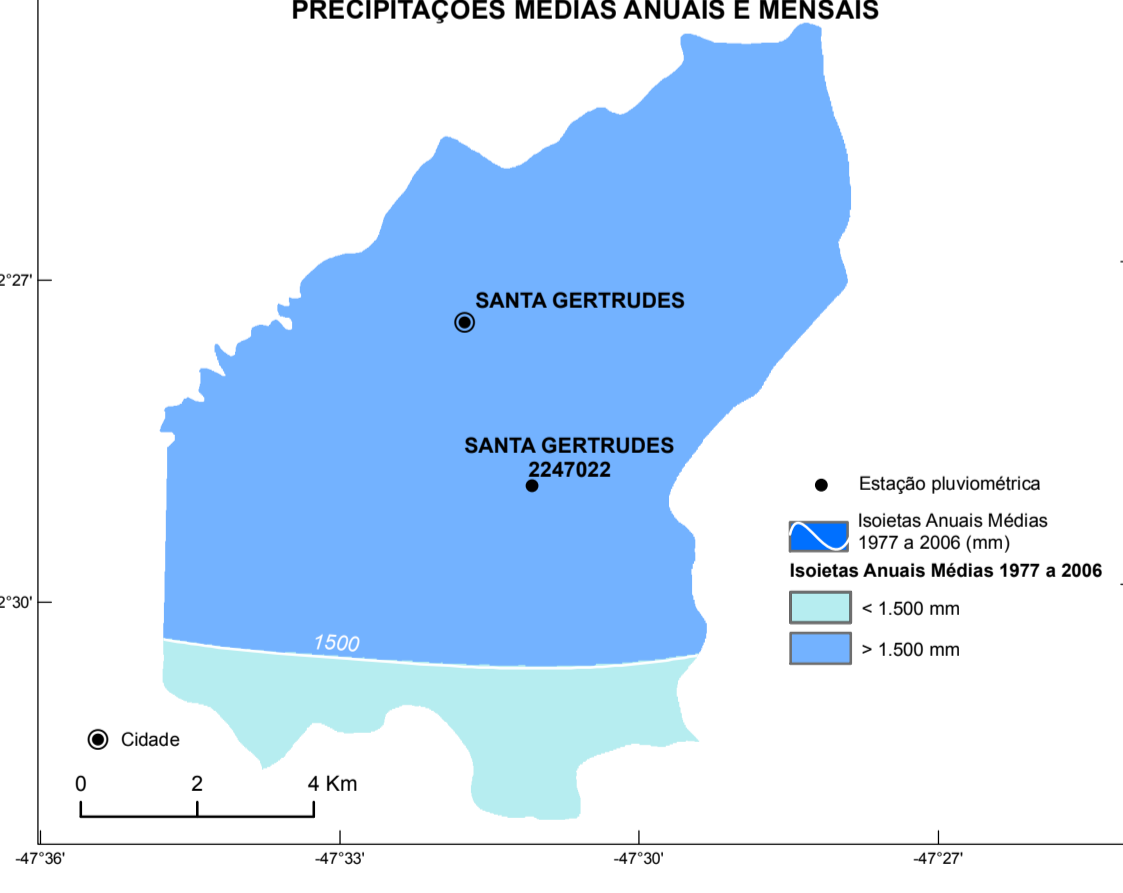 PRECIPITAÇÕES MÉDIAS ANUAIS E MENSAIS
2°27'
SANTA GERTRUDES
SANTA GERTRUDES
2247022
Estação pluviométrica
Isoietas Anuais Médias
1977 a 2006 (mm)
Isoietas Anuais Médias 1977 a 2006
< 1.500 mm
> 1.500 mm
2°30'
1500
Cidade
0 2 4 Km
-47°36' -47°33' -47°30' -47°27'